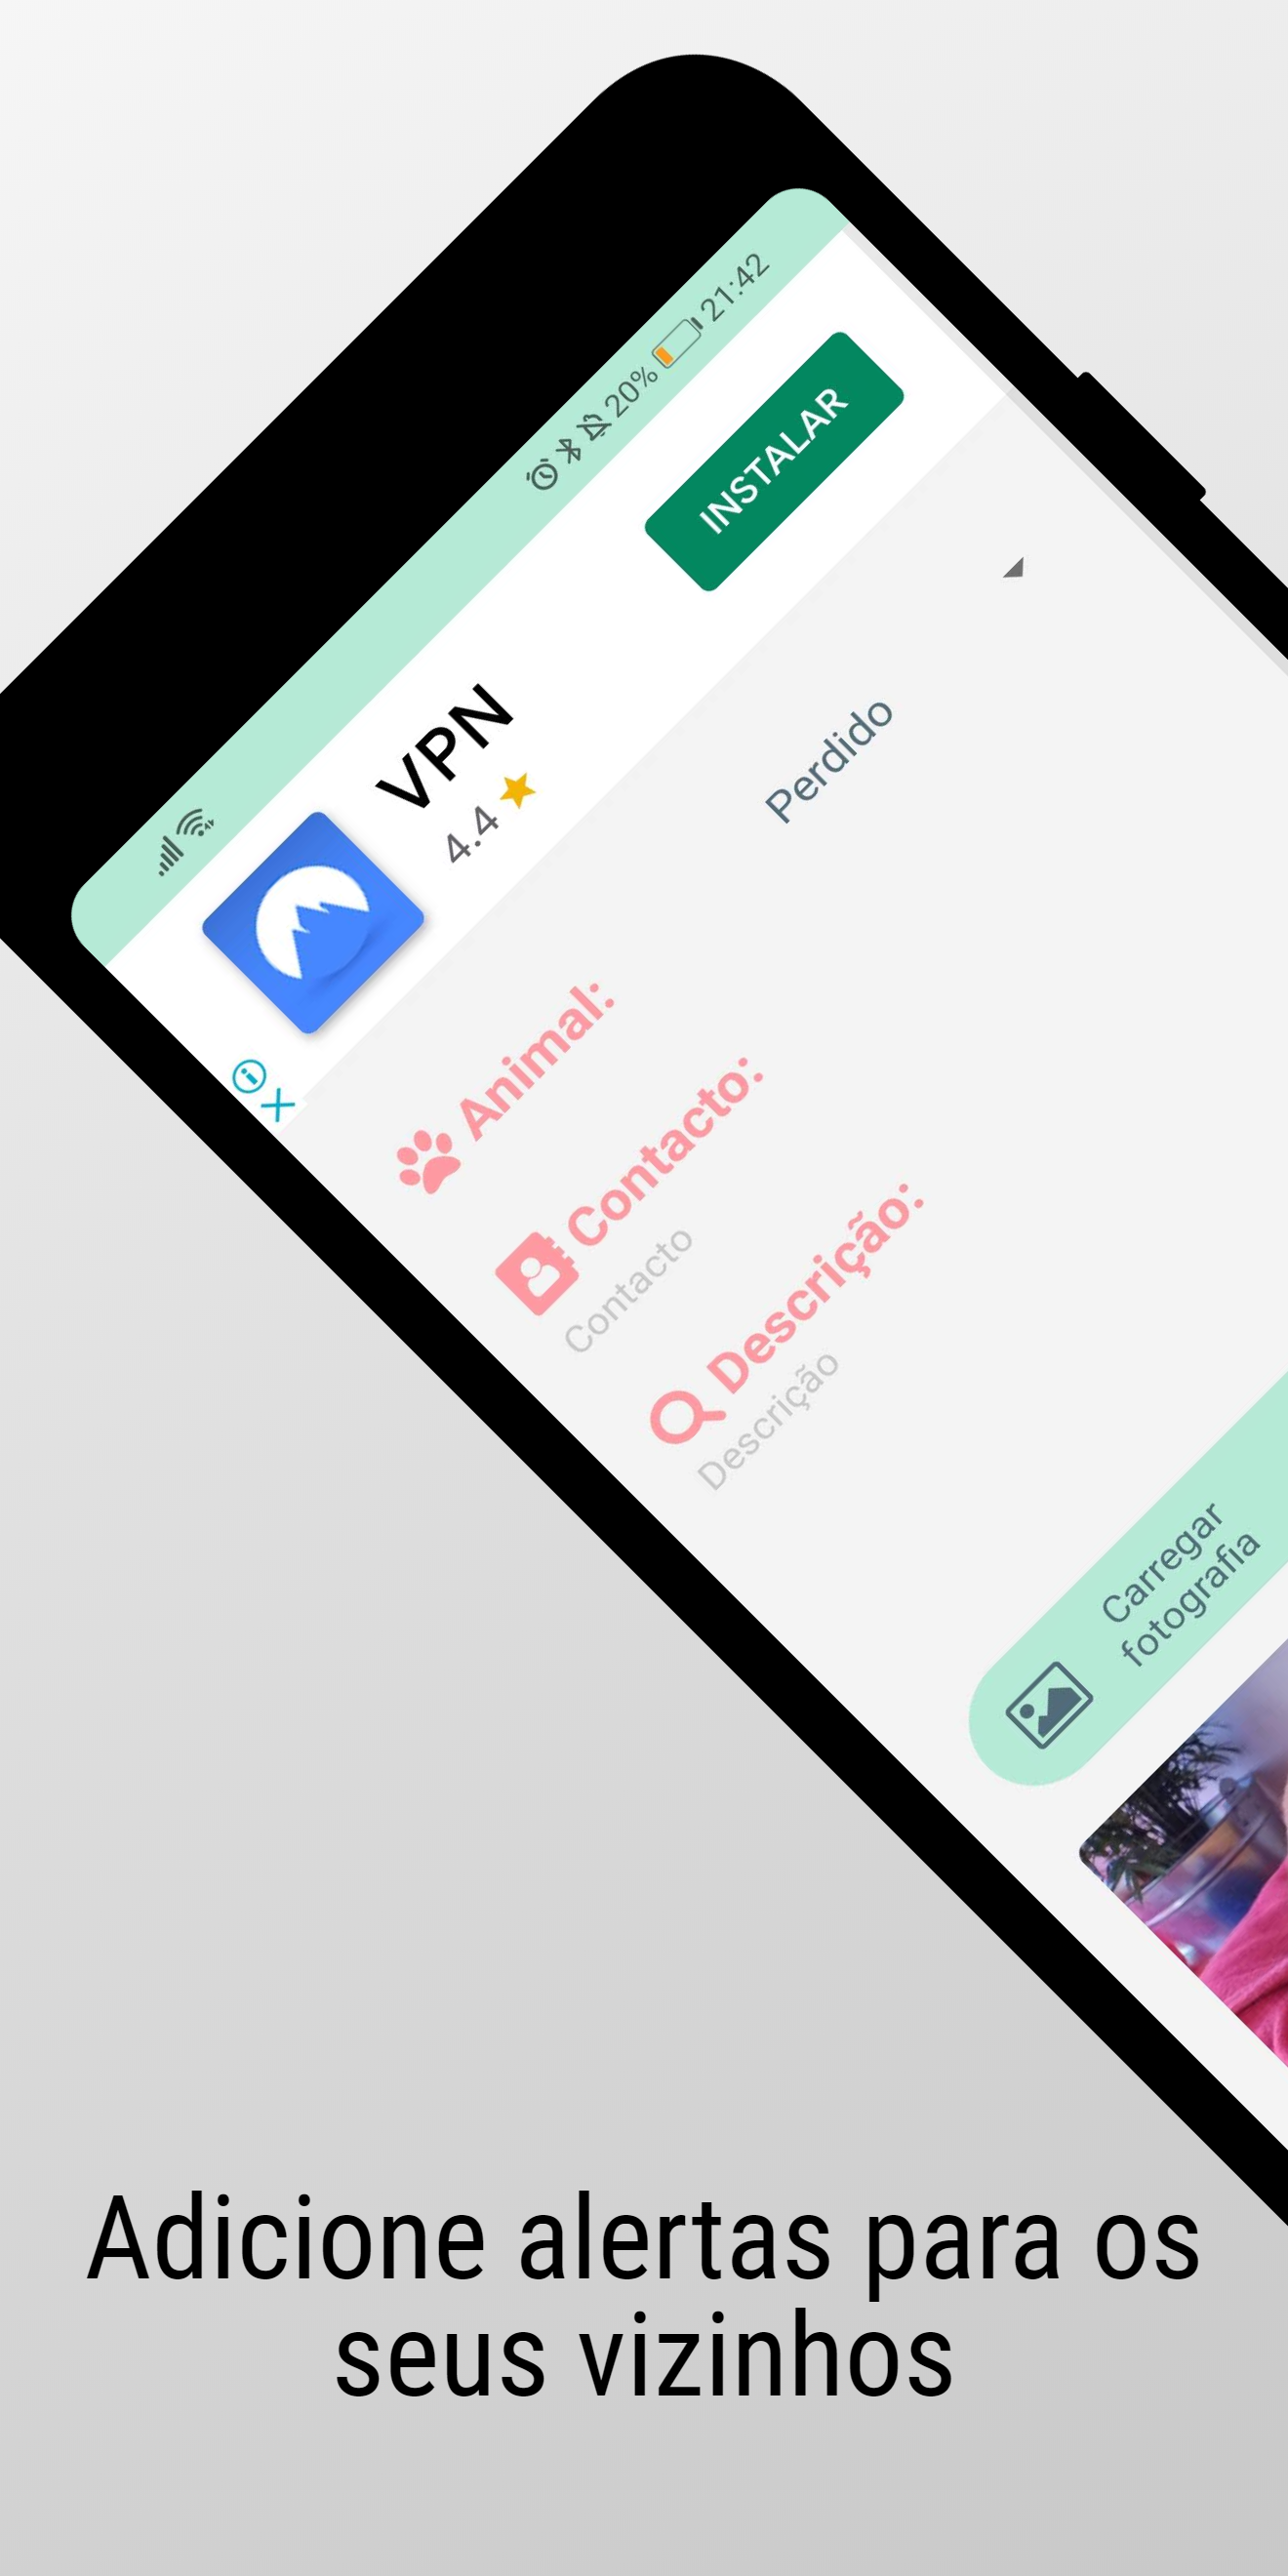 20% 21:42
VPN
4.4
INSTALAR
Animal:
Perdido
Contacto:
Contacto
Descrição:
Descrição
Carregar
fotografia
Adicione alertas para os
seus vizinhos